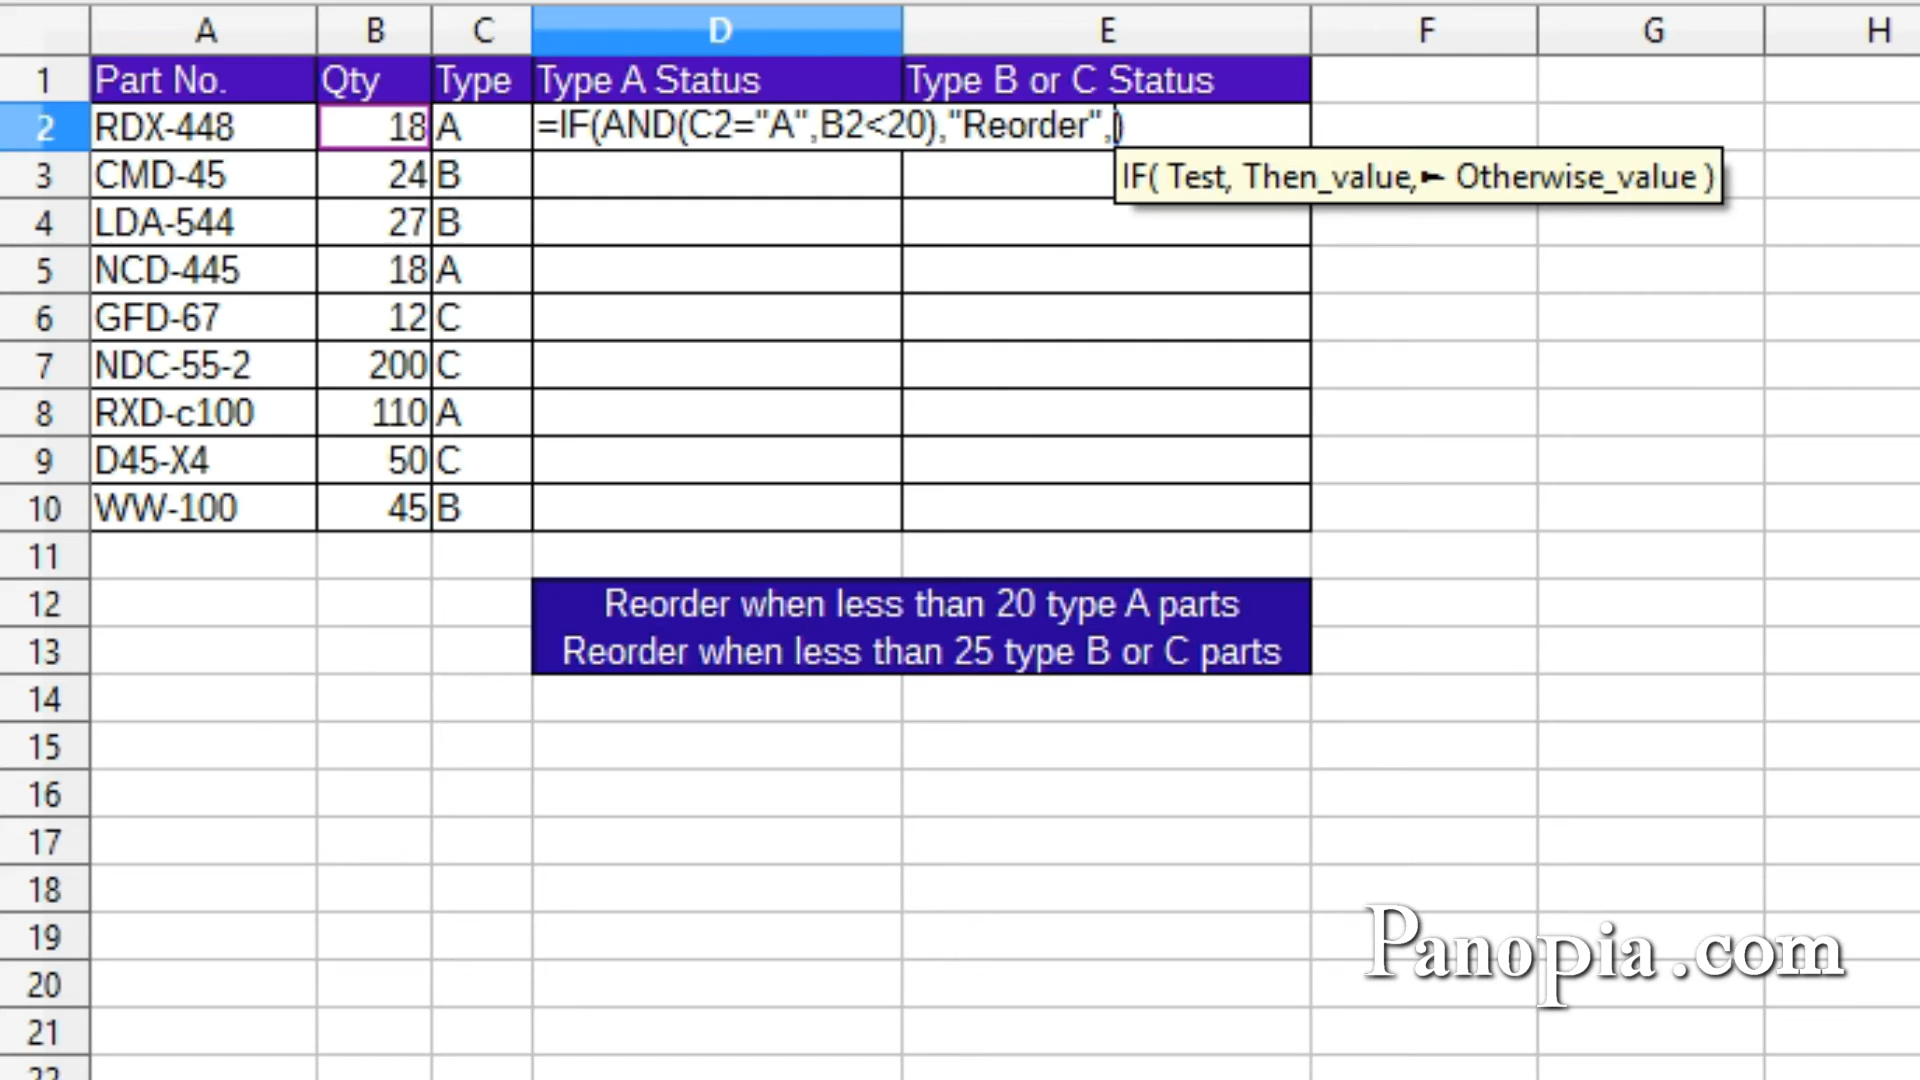 A B C D E F G H
1 Part No. Qty Type Type A Status Type B or C Status
2 RDX-448 18 A =IF(AND(C2="A",B2<20),"Reorder",)
IF( Test, Then_value, Otherwise_value )
3 CMD-45 24 B
4 LDA-544 27 B
5 NCD-445 18 A
6 GFD-67 12 C
7 NDC-55-2 200 C
8 RXD-c100 110 A
9 D45-X4 50 C
10 WW-100 45 B
11
12 Reorder when less than 20 type A parts
13 Reorder when less than 25 type B or C parts
14
15
16
17
18
19
Panopia.com
20
21
22